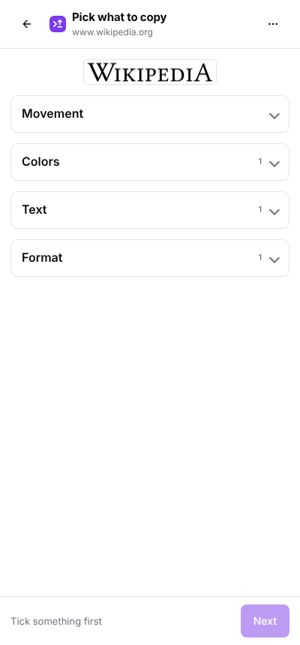 Pick what to copy
www.wikipedia.org
WIKIPEDIA
Movement
Colors 1
Text 1
Format 1
Tick something first
Next